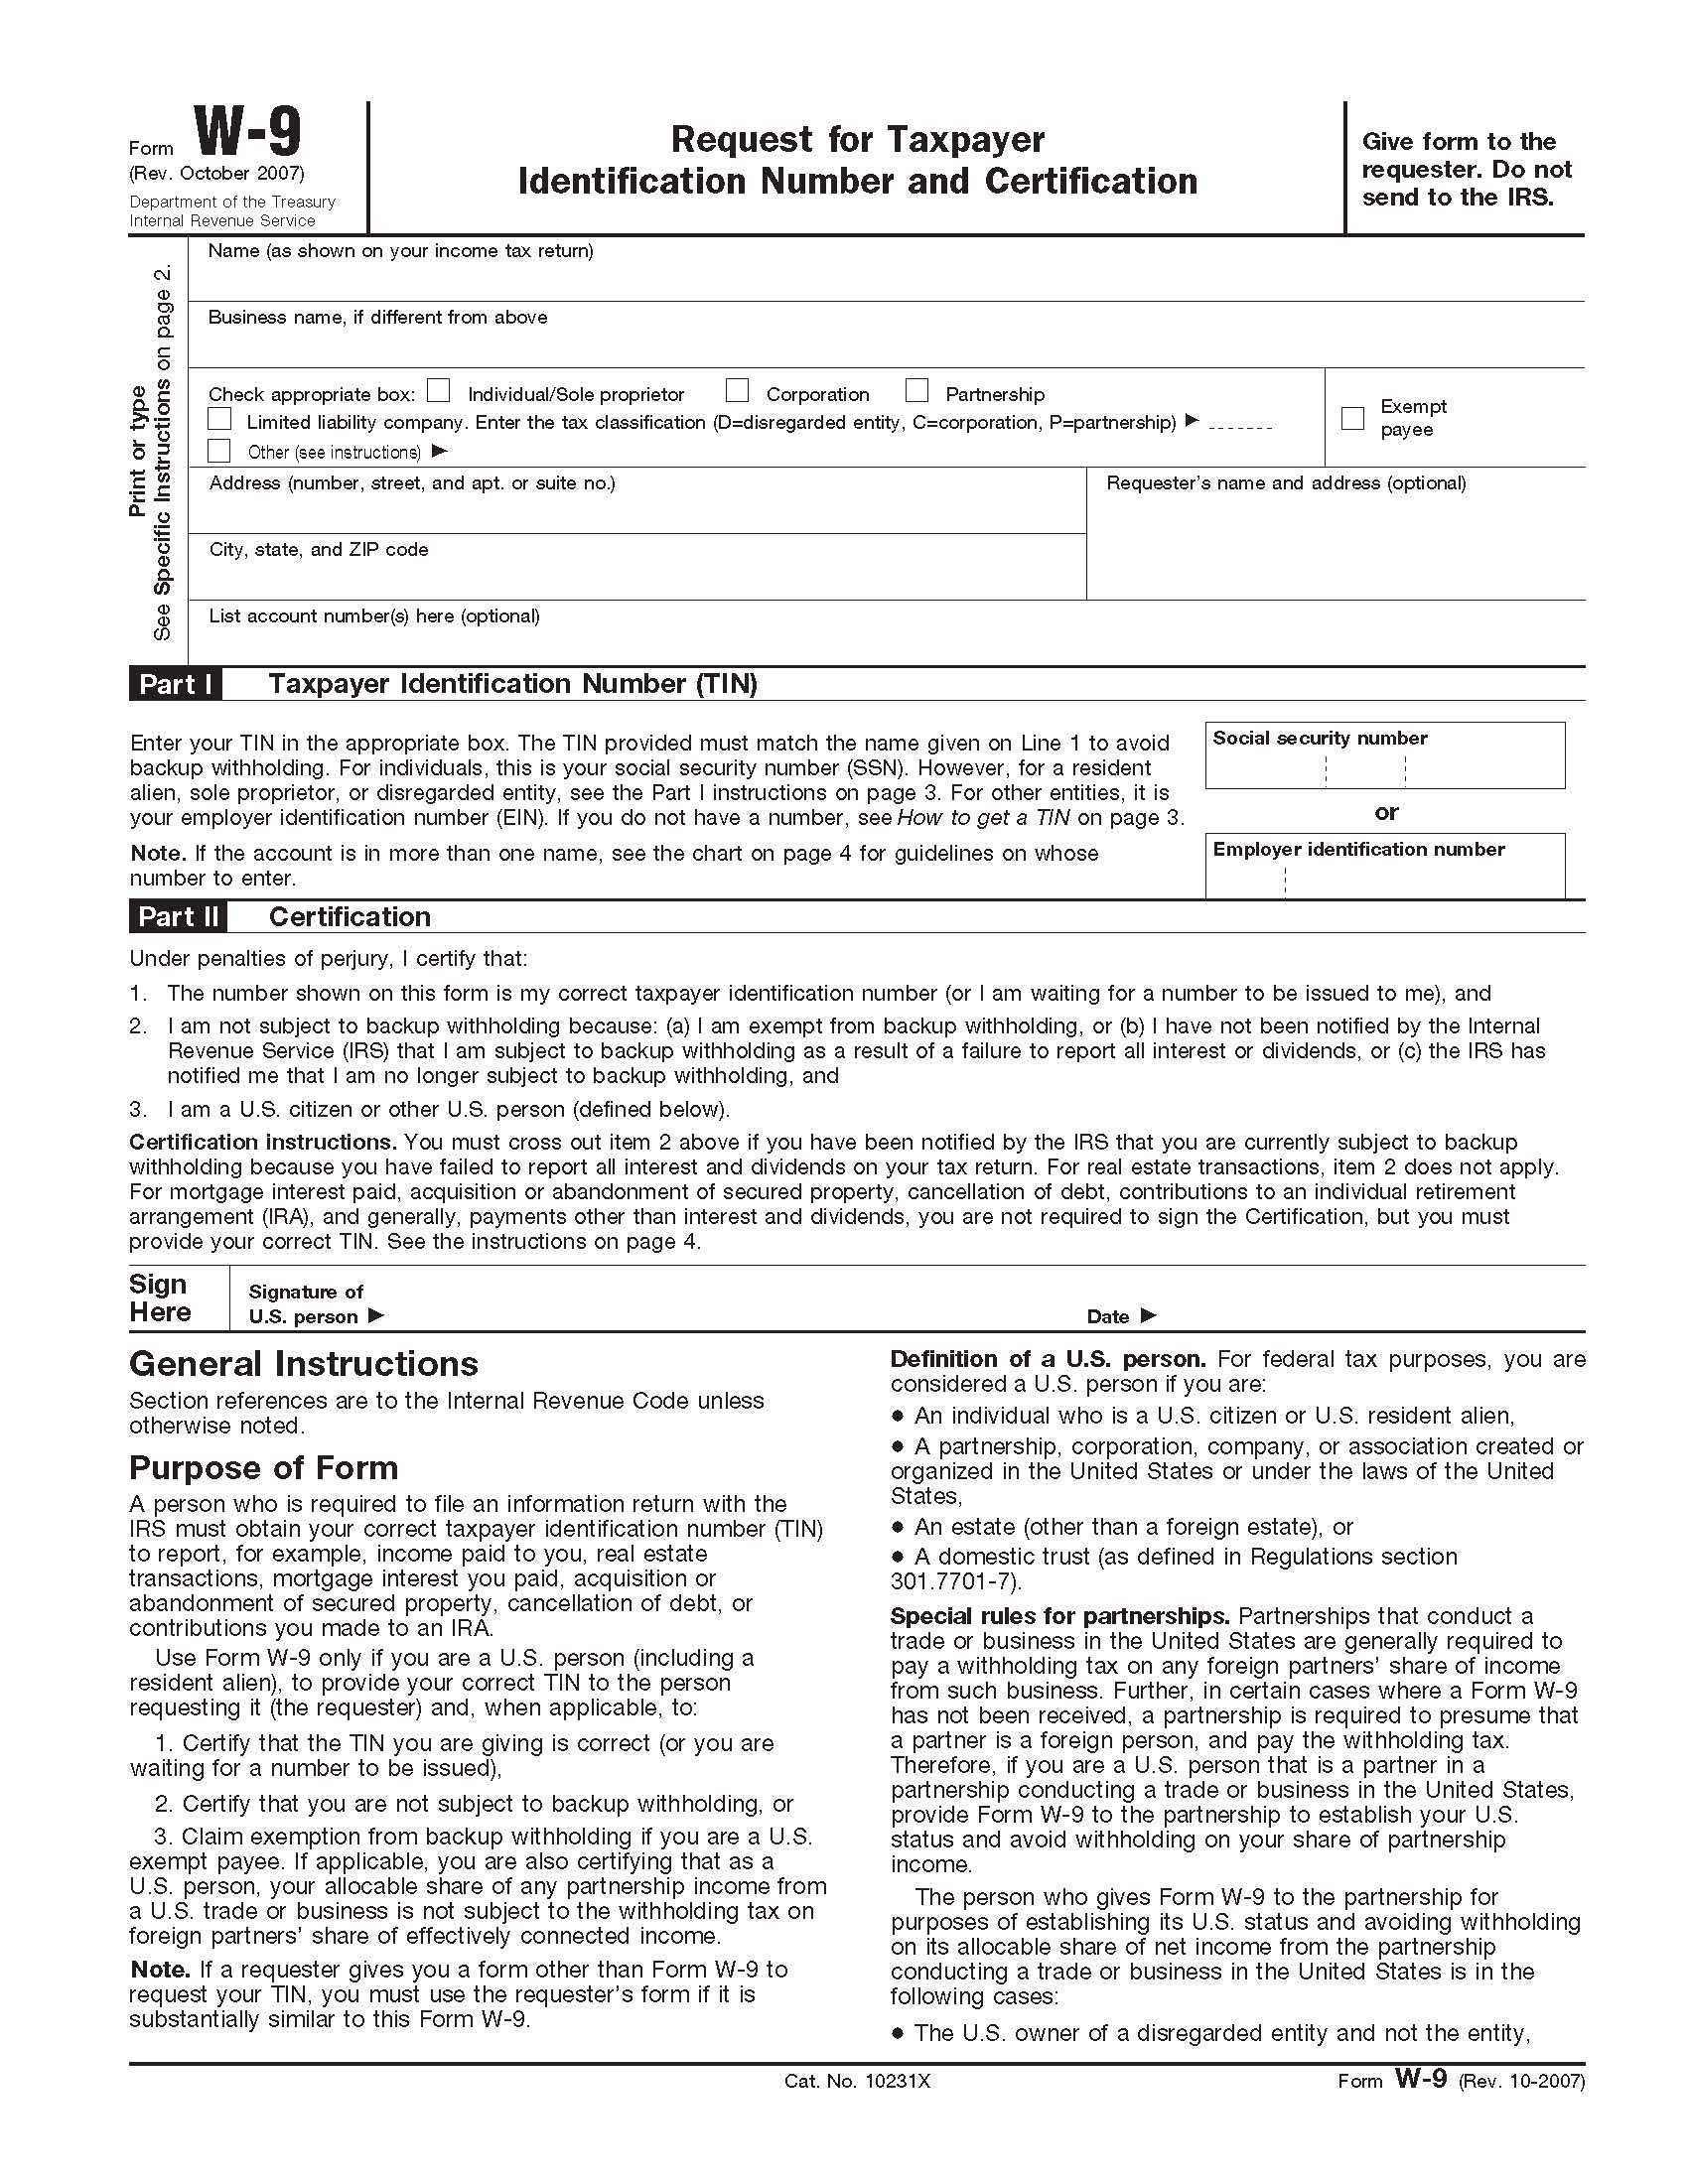 Form W-9
(Rev. October 2007)
Department of the Treasury
Internal Revenue Service
Request for Taxpayer
Identification Number and Certification
Give form to the
requester. Do not
send to the IRS.
Print or type
See Specific Instructions on page 2.
Name (as shown on your income tax return)
Business name, if different from above
Check appropriate box: Individual/Sole proprietor Corporation Partnership
Limited liability company. Enter the tax classification (D=disregarded entity, C=corporation, P=partnership) ► -------
Other (see instructions) ►
Exempt
payee
Address (number, street, and apt. or suite no.)
Requester's name and address (optional)
City, state, and ZIP code
List account number(s) here (optional)
Part I Taxpayer Identification Number (TIN)
Enter your TIN in the appropriate box. The TIN provided must match the name given on Line 1 to avoid
backup withholding. For individuals, this is your social security number (SSN). However, for a resident
alien, sole proprietor, or disregarded entity, see the Part I instructions on page 3. For other entities, it is
your employer identification number (EIN). If you do not have a number, see How to get a TIN on page 3.
Note. If the account is in more than one name, see the chart on page 4 for guidelines on whose
number to enter.
Social security number
or
Employer identification number
Part II Certification
Under penalties of perjury, I certify that:
1. The number shown on this form is my correct taxpayer identification number (or I am waiting for a number to be issued to me), and
2. I am not subject to backup withholding because: (a) I am exempt from backup withholding, or (b) I have not been notified by the Internal
Revenue Service (IRS) that I am subject to backup withholding as a result of a failure to report all interest or dividends, or (c) the IRS has
notified me that I am no longer subject to backup withholding, and
3. I am a U.S. citizen or other U.S. person (defined below).
Certification instructions. You must cross out item 2 above if you have been notified by the IRS that you are currently subject to backup
withholding because you have failed to report all interest and dividends on your tax return. For real estate transactions, item 2 does not apply.
For mortgage interest paid, acquisition or abandonment of secured property, cancellation of debt, contributions to an individual retirement
arrangement (IRA), and generally, payments other than interest and dividends, you are not required to sign the Certification, but you must
provide your correct TIN. See the instructions on page 4.
Sign
Here
Signature of
U.S. person ►
Date ►
General Instructions
Section references are to the Internal Revenue Code unless
otherwise noted.
Purpose of Form
A person who is required to file an information return with the
IRS must obtain your correct taxpayer identification number (TIN)
to report, for example, income paid to you, real estate
transactions, mortgage interest you paid, acquisition or
abandonment of secured property, cancellation of debt, or
contributions you made to an IRA.
Use Form W-9 only if you are a U.S. person (including a
resident alien), to provide your correct TIN to the person
requesting it (the requester) and, when applicable, to:
1. Certify that the TIN you are giving is correct (or you are
waiting for a number to be issued),
2. Certify that you are not subject to backup withholding, or
3. Claim exemption from backup withholding if you are a U.S.
exempt payee. If applicable, you are also certifying that as a
U.S. person, your allocable share of any partnership income from
a U.S. trade or business is not subject to the withholding tax on
foreign partners' share of effectively connected income.
Note. If a requester gives you a form other than Form W-9 to
request your TIN, you must use the requester's form if it is
substantially similar to this Form W-9.
Definition of a U.S. person. For federal tax purposes, you are
considered a U.S. person if you are:
● An individual who is a U.S. citizen or U.S. resident alien,
● A partnership, corporation, company, or association created or
organized in the United States or under the laws of the United
States,
● An estate (other than a foreign estate), or
● A domestic trust (as defined in Regulations section
301.7701-7).
Special rules for partnerships. Partnerships that conduct a
trade or business in the United States are generally required to
pay a withholding tax on any foreign partners' share of income
from such business. Further, in certain cases where a Form W-9
has not been received, a partnership is required to presume that
a partner is a foreign person, and pay the withholding tax.
Therefore, if you are a U.S. person that is a partner in a
partnership conducting a trade or business in the United States,
provide Form W-9 to the partnership to establish your U.S.
status and avoid withholding on your share of partnership
income.
The person who gives Form W-9 to the partnership for
purposes of establishing its U.S. status and avoiding withholding
on its allocable share of net income from the partnership
conducting a trade or business in the United States is in the
following cases:
● The U.S. owner of a disregarded entity and not the entity,
Cat. No. 10231X
Form W-9 (Rev. 10-2007)